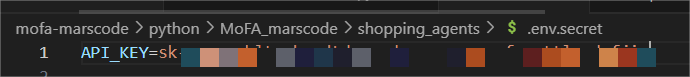 mofa-marscode > python > MoFA_marscode > shopping_agents > $ .env.secret
1 API_KEY=sk-